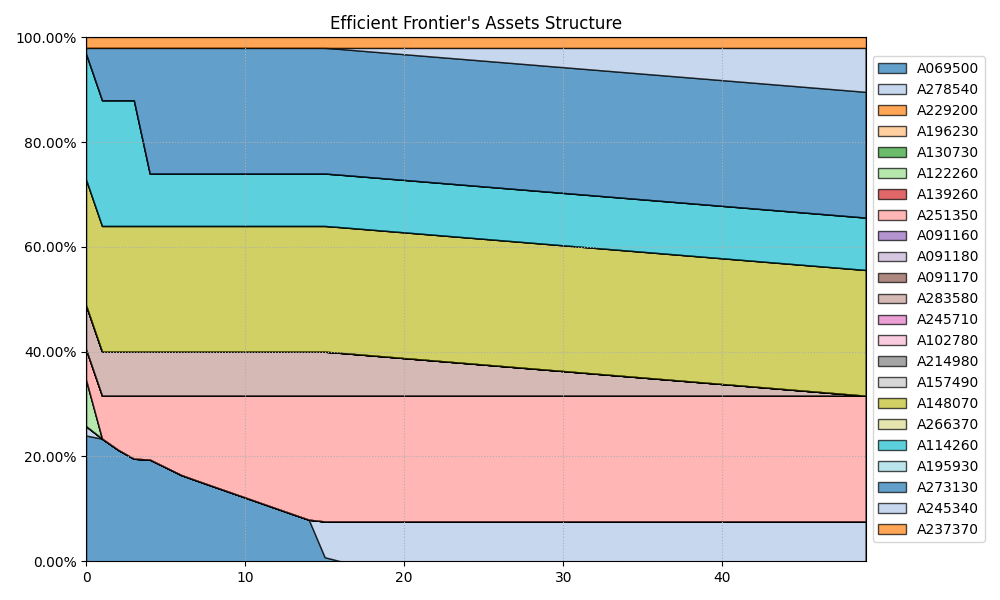 Efficient Frontier's Assets Structure
100.00%
80.00%
60.00%
40.00%
20.00%
0.00%
0
10
20
30
40
A069500
A278540
A229200
A196230
A130730
A122260
A139260
A251350
A091160
A091180
A091170
A283580
A245710
A102780
A214980
A157490
A148070
A266370
A114260
A195930
A273130
A245340
A237370